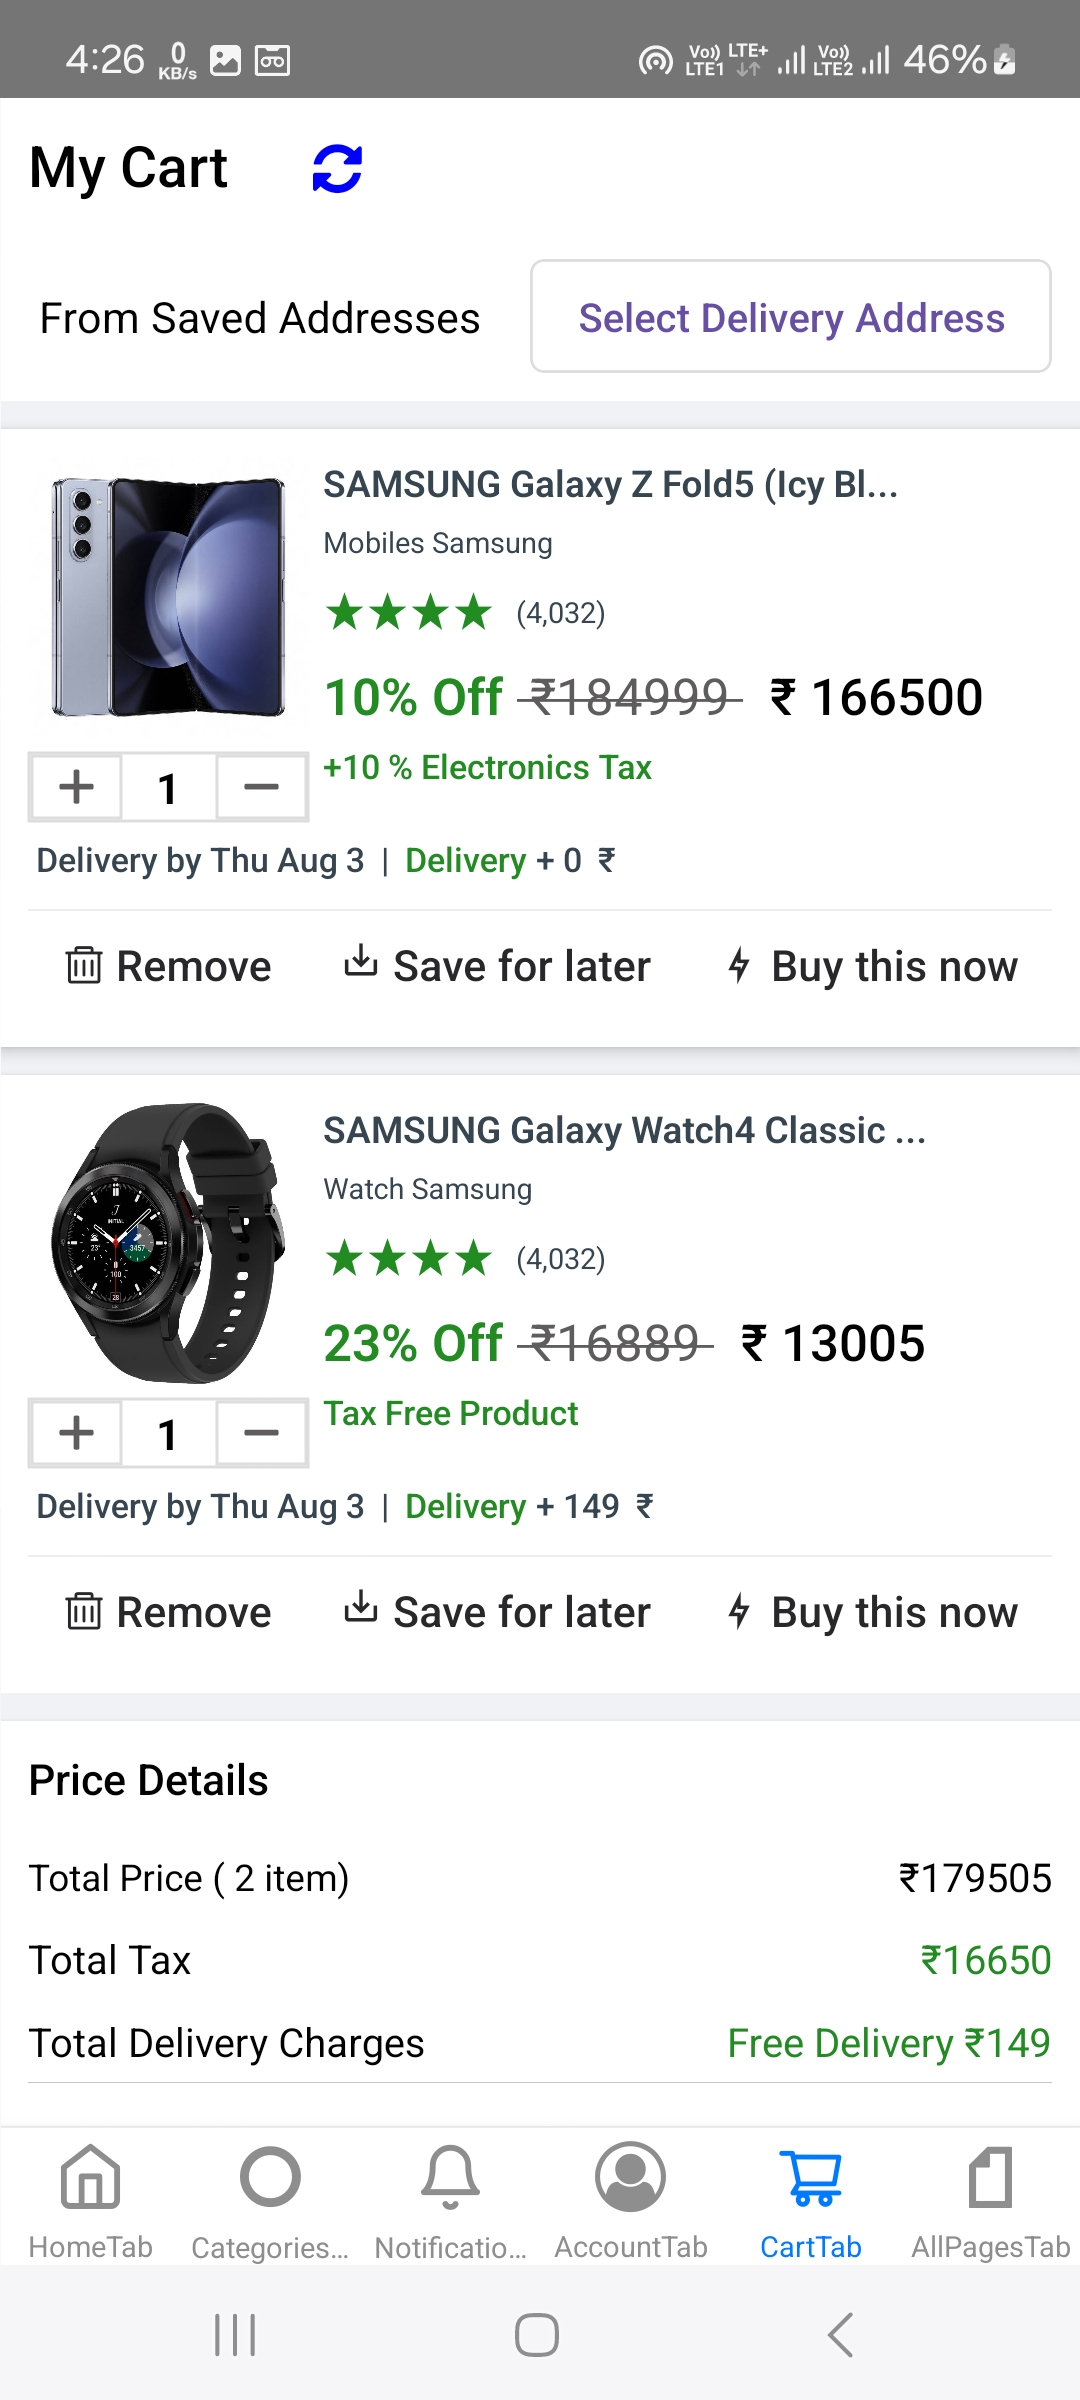 4:26 0 KB/s Vo)) LTE1 LTE+ Vo)) LTE2 46%
My Cart
From Saved Addresses Select Delivery Address
SAMSUNG Galaxy Z Fold5 (Icy Bl...
Mobiles Samsung
★★★★ (4,032)
10% Off ₹184999 ₹ 166500
+10 % Electronics Tax
+ 1 −
Delivery by Thu Aug 3 | Delivery + 0 ₹
Remove Save for later Buy this now
SAMSUNG Galaxy Watch4 Classic ...
Watch Samsung
★★★★ (4,032)
23% Off ₹16889 ₹ 13005
Tax Free Product
+ 1 −
Delivery by Thu Aug 3 | Delivery + 149 ₹
Remove Save for later Buy this now
Price Details
Total Price ( 2 item) ₹179505
Total Tax ₹16650
Total Delivery Charges Free Delivery ₹149
HomeTab Categories... Notificatio... AccountTab CartTab AllPagesTab